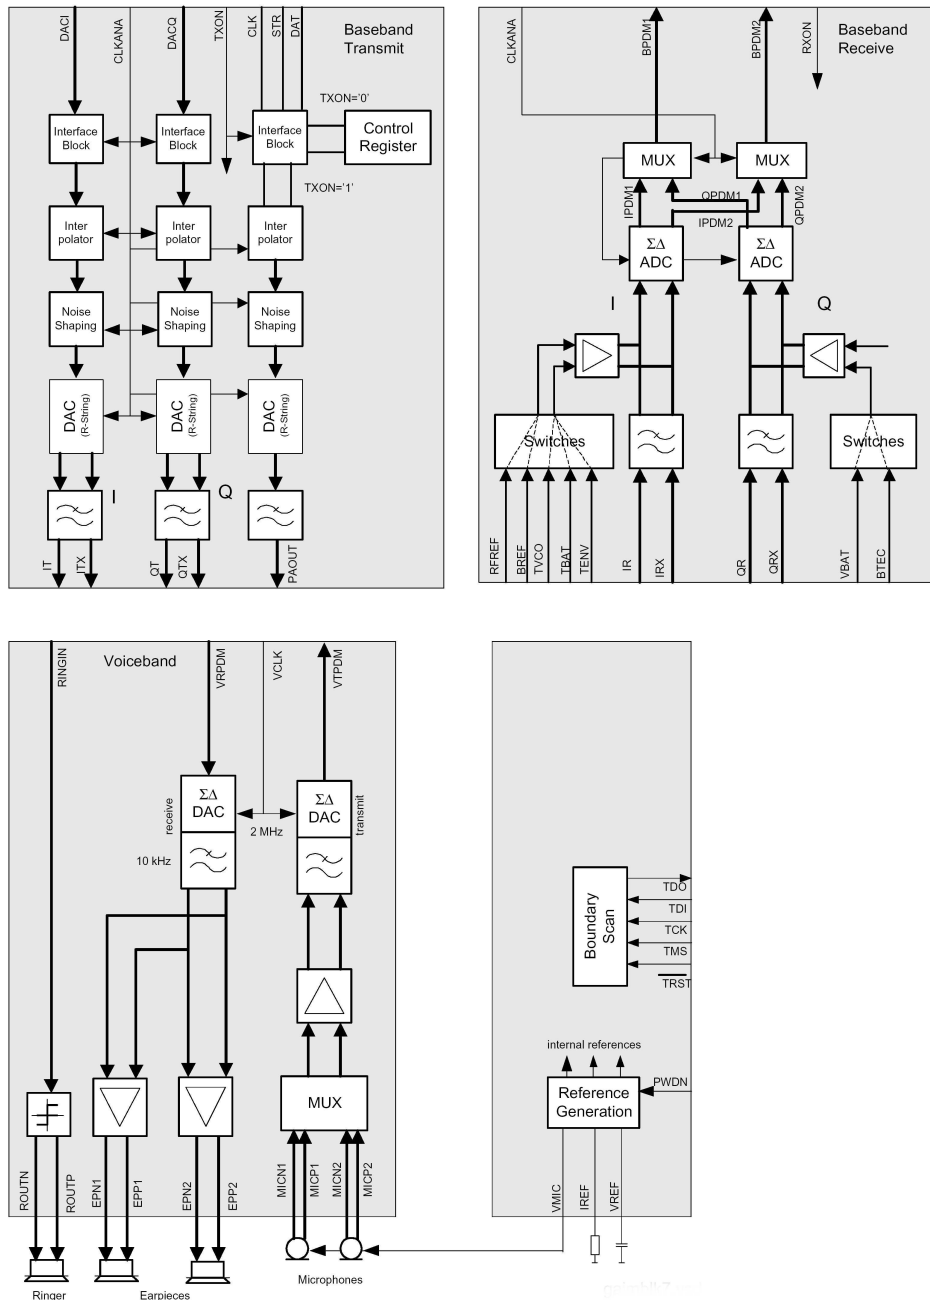 DACI
CLKANA
DACQ
TXON
CLK
STR
DAT
Baseband
Transmit
TXON='0'
Interface
Block
Interface
Block
Interface
Block
Control
Register
TXON='1'
Inter
polator
Inter
polator
Inter
polator
Noise
Shaping
Noise
Shaping
Noise
Shaping
DAC
(R-String)
DAC
(R-String)
DAC
(R-String)
I
Q
IT
ITX
QT
QTX
PAOUT
CLKANA
BPDM1
BPDM2
RXON
Baseband
Receive
MUX
MUX
IPDM1
QPDM1
IPDM2
QPDM2
ΣΔ
ADC
ΣΔ
ADC
I
Q
Switches
Switches
RFREF
BREF
TVCO
TBAT
TENV
IR
IRX
QR
QRX
VBAT
BTEC
RINGIN
Voiceband
VRPDM
VCLK
VTPDM
receive
ΣΔ
DAC
2 MHz
ΣΔ
DAC
transmit
10 kHz
MUX
ROUTN
ROUTP
EPN1
EPP1
EPN2
EPP2
MICN1
MICP1
MICN2
MICP2
Ringer
Earpieces
Microphones
Boundary
Scan
TDO
TDI
TCK
TMS
TRST
internal references
Reference
Generation
PWDN
VMIC
IREF
VREF